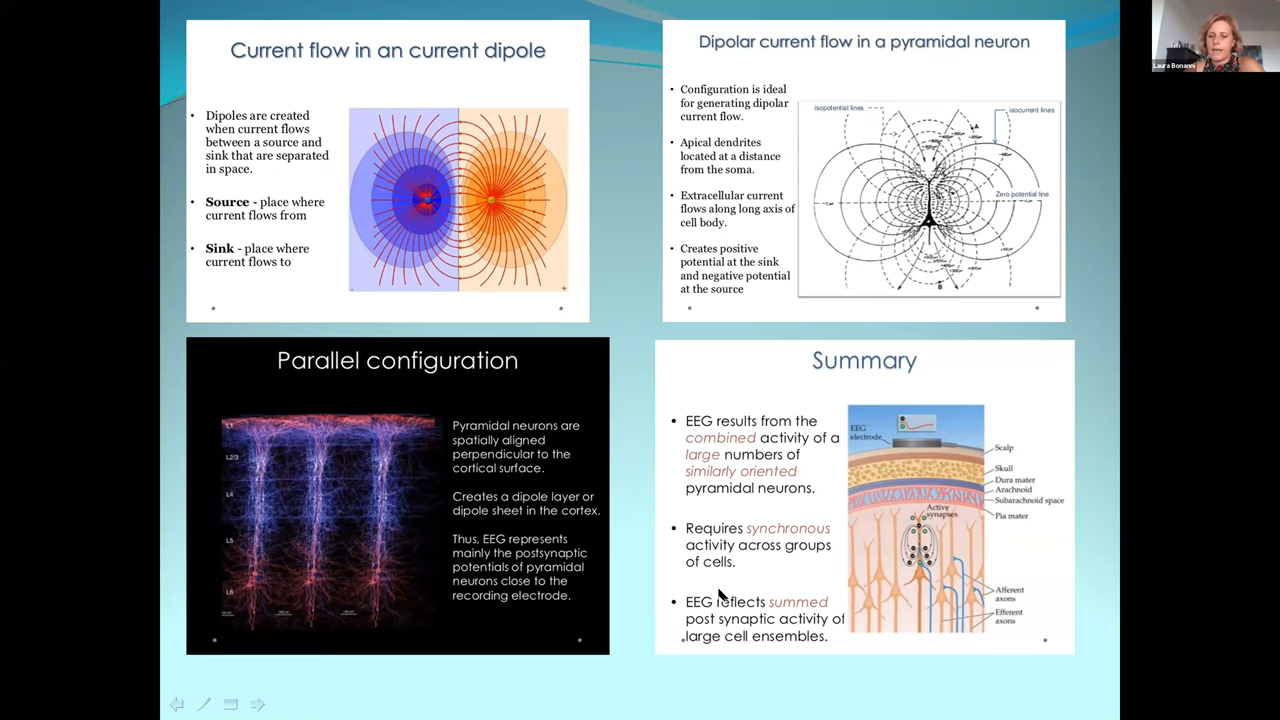 Current flow in an current dipole
• Dipoles are created
when current flows
between a source and
sink that are separated
in space.
• Source - place where
current flows from
• Sink - place where
current flows to
Dipolar current flow in a pyramidal neuron
• Configuration is ideal
for generating dipolar
current flow.
• Apical dendrites
located at a distance
from the soma.
• Extracellular current
flows along long axis of
cell body.
• Creates positive
potential at the sink
and negative potential
at the source
isopotential lines
isocurrent lines
Zero potential line
A
B
Parallel configuration
L1
L2/3
L4
L5
L6
Pyramidal neurons are
spatially aligned
perpendicular to the
cortical surface.
Creates a dipole layer or
dipole sheet in the cortex.
Thus, EEG represents
mainly the postsynaptic
potentials of pyramidal
neurons close to the
recording electrode.
Summary
• EEG results from the
combined activity of a
large numbers of
similarly oriented
pyramidal neurons.
• Requires synchronous
activity across groups
of cells.
• EEG reflects summed
post synaptic activity of
large cell ensembles.
EEG
electrode
Scalp
Skull
Dura mater
Arachnoid
Subarachnoid space
Pia mater
Active
synapses
Afferent
axons
Efferent
axons
Laura Bonanni